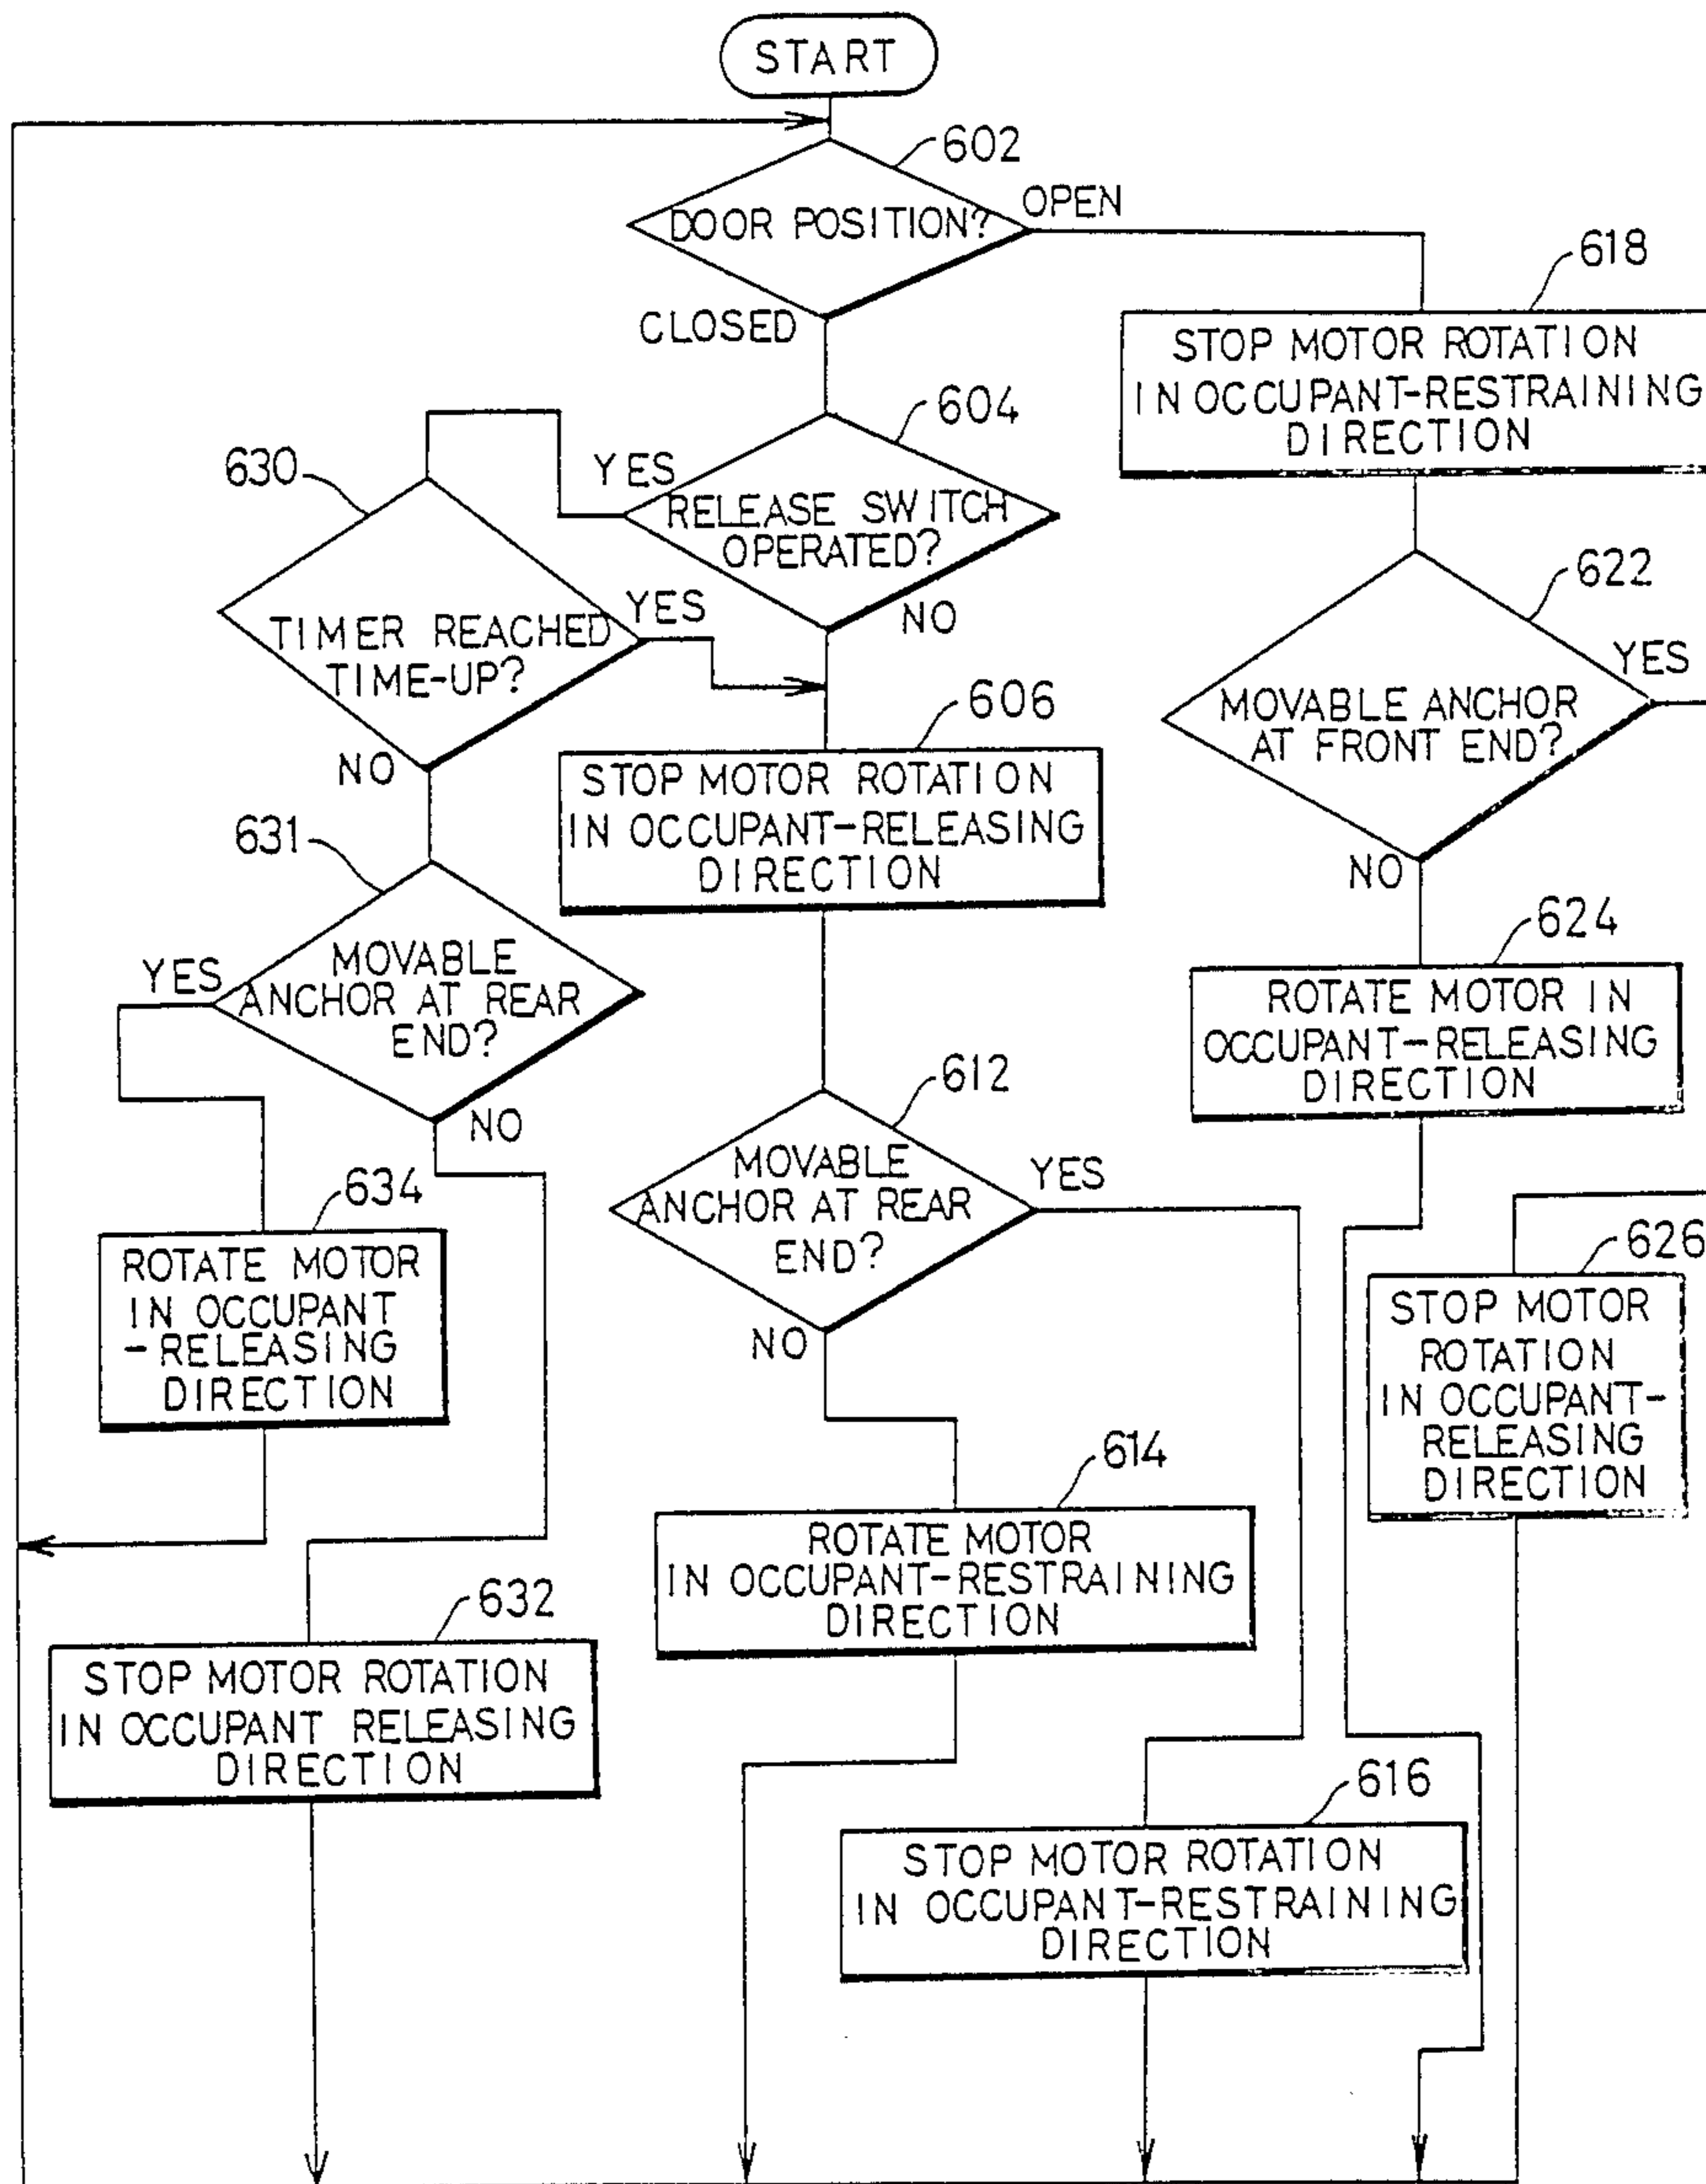 START
602
DOOR POSITION?
OPEN
CLOSED
618
STOP MOTOR ROTATION
IN OCCUPANT-RESTRAINING
DIRECTION
604
YES
RELEASE SWITCH
OPERATED?
NO
630
TIMER REACHED
TIME-UP?
YES
NO
622
MOVABLE ANCHOR
AT FRONT END?
YES
NO
606
STOP MOTOR ROTATION
IN OCCUPANT-RELEASING
DIRECTION
631
YES
MOVABLE
ANCHOR AT REAR
END?
NO
624
ROTATE MOTOR IN
OCCUPANT-RELEASING
DIRECTION
612
MOVABLE
ANCHOR AT REAR
END?
YES
NO
634
ROTATE MOTOR
IN OCCUPANT
-RELEASING
DIRECTION
626
STOP MOTOR
ROTATION
IN OCCUPANT-
RELEASING
DIRECTION
614
ROTATE MOTOR
IN OCCUPANT-RESTRAINING
DIRECTION
632
STOP MOTOR ROTATION
IN OCCUPANT RELEASING
DIRECTION
616
STOP MOTOR ROTATION
IN OCCUPANT-RESTRAINING
DIRECTION